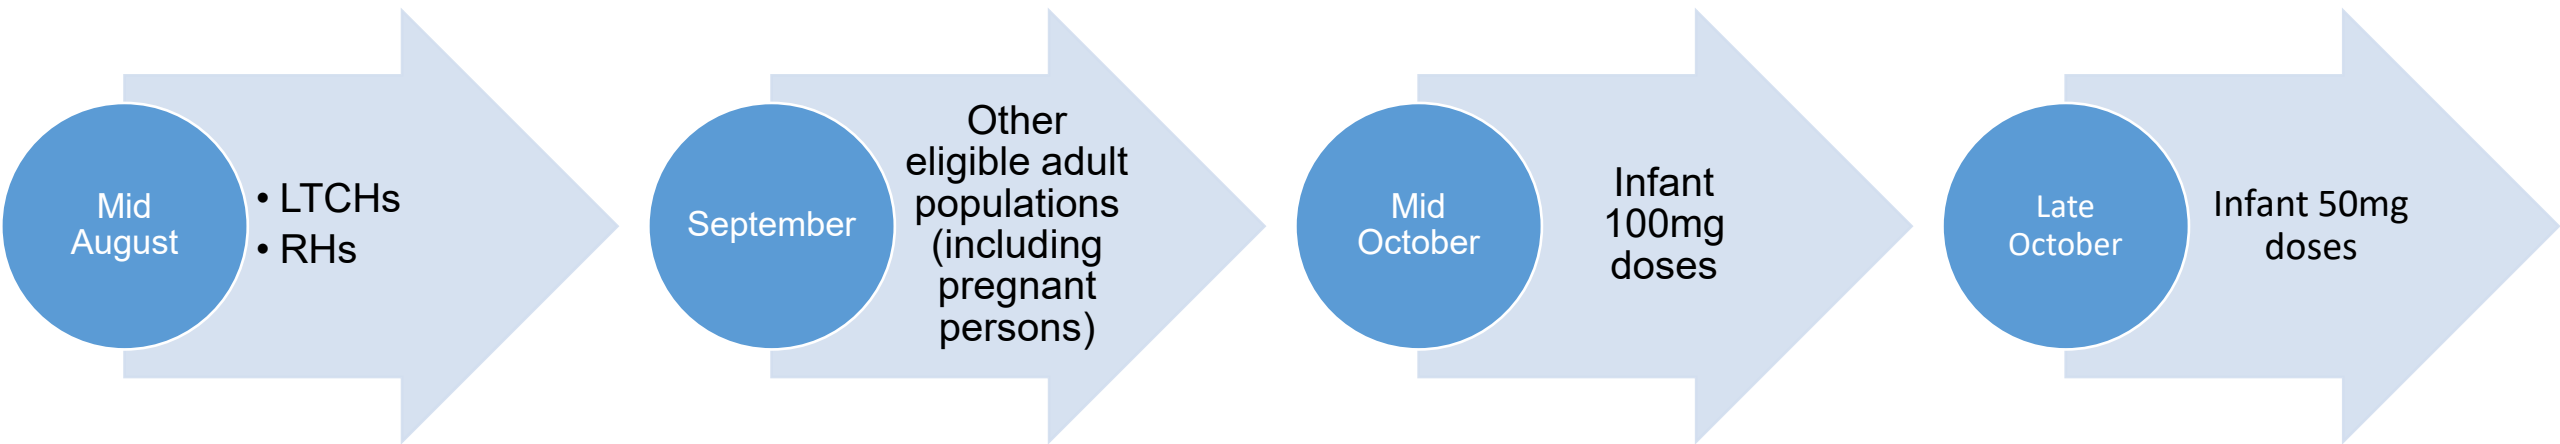 Mid
August
• LTCHs
• RHs
September
Other
eligible adult
populations
(including
pregnant
persons)
Mid
October
Infant
100mg
doses
Late
October
Infant 50mg
doses